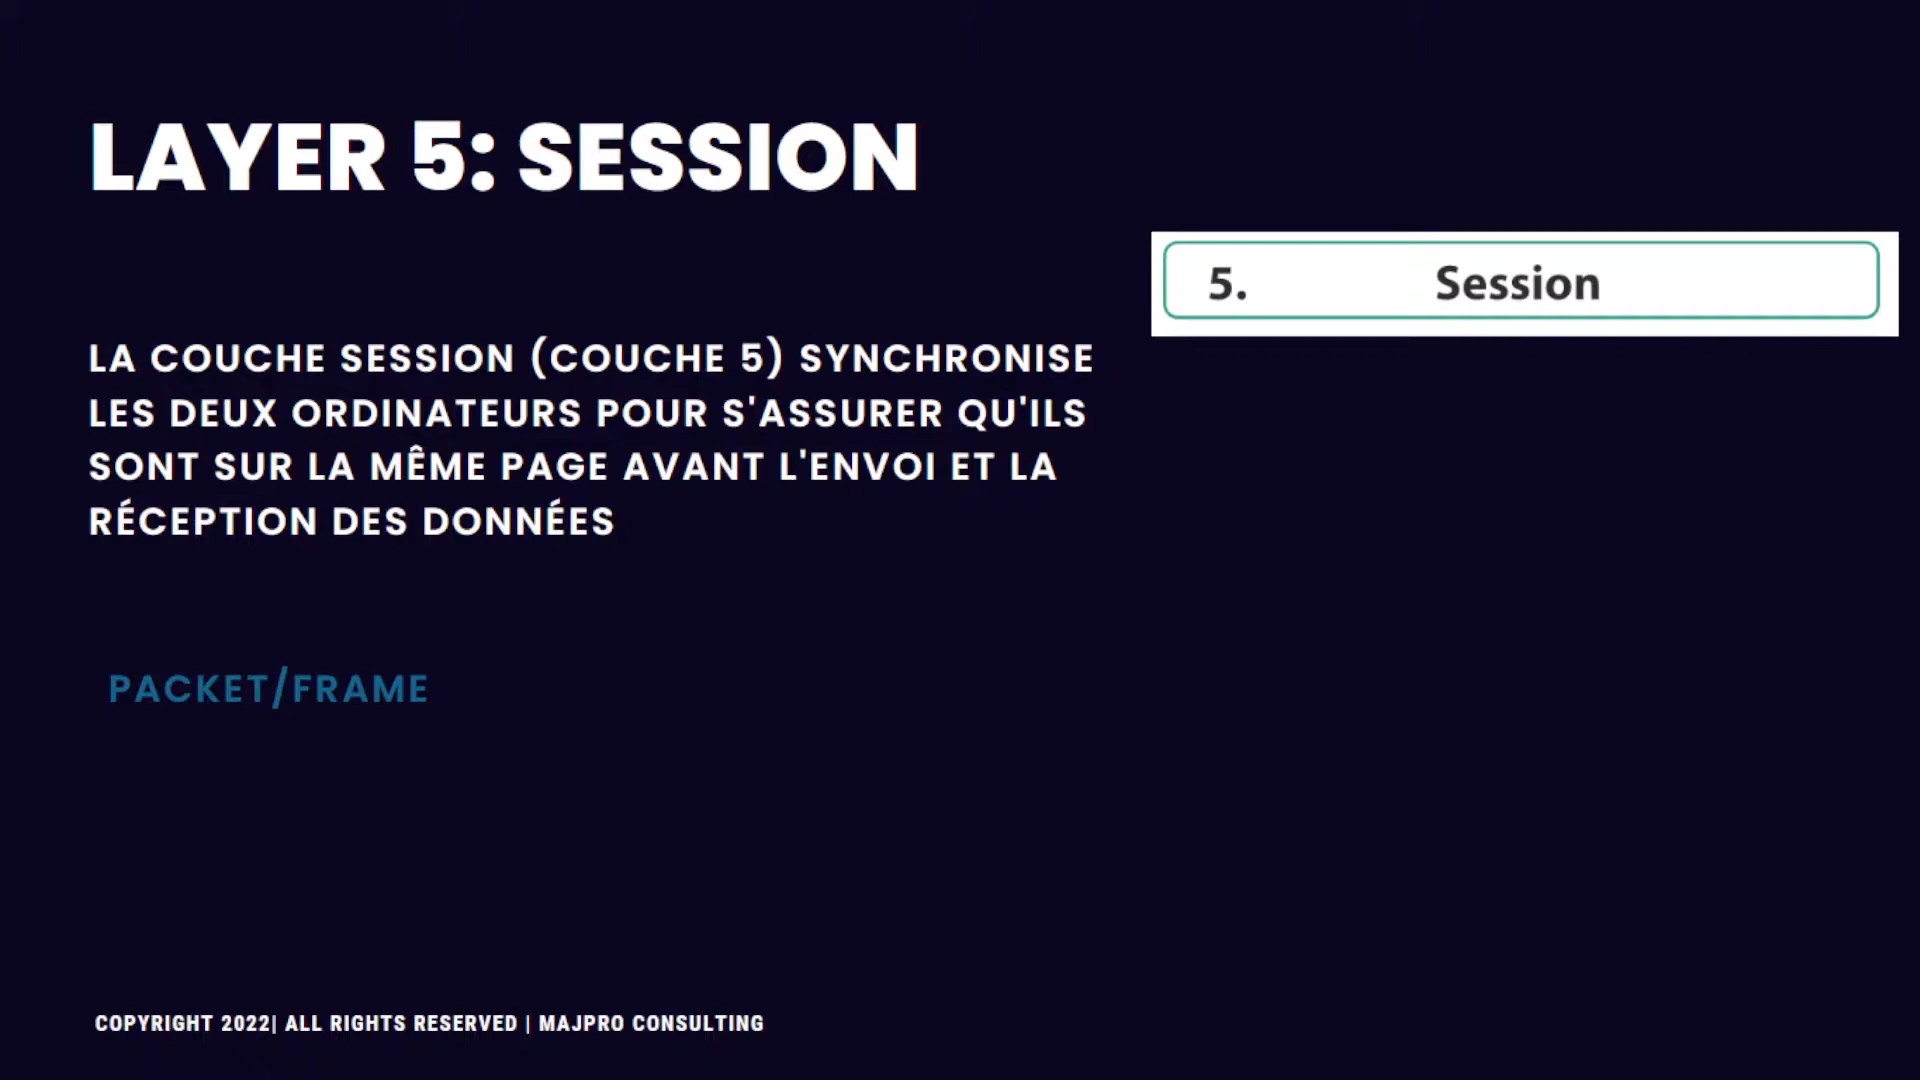 LAYER 5: SESSION
5. Session
LA COUCHE SESSION (COUCHE 5) SYNCHRONISE
LES DEUX ORDINATEURS POUR S'ASSURER QU'ILS
SONT SUR LA MÊME PAGE AVANT L'ENVOI ET LA
RÉCEPTION DES DONNÉES
PACKET/FRAME
COPYRIGHT 2022| ALL RIGHTS RESERVED | MAJPRO CONSULTING